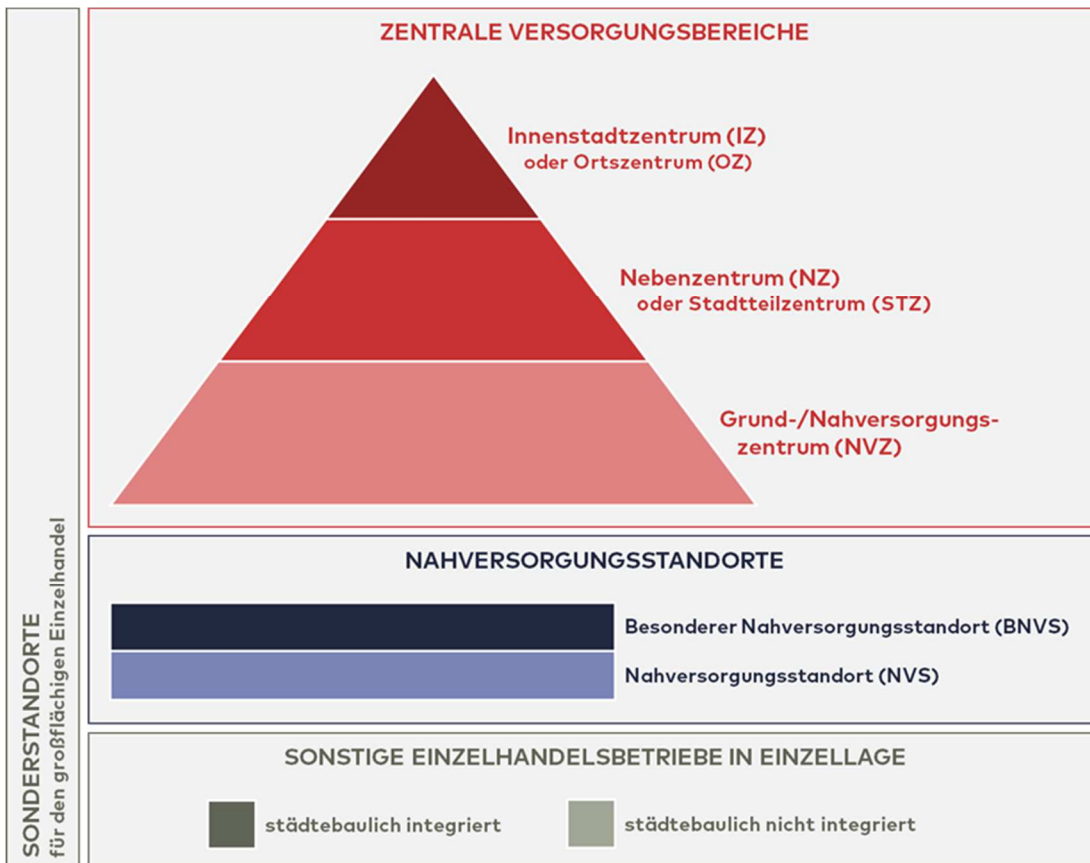 ZENTRALE VERSORGUNGSBEREICHE
Innenstadtzentrum (IZ)
oder Ortszentrum (OZ)
Nebenzentrum (NZ)
oder Stadtteilzentrum (STZ)
Grund-/Nahversorgungs-
zentrum (NVZ)
NAHVERSORGUNGSSTANDORTE
Besonderer Nahversorgungsstandort (BNVS)
Nahversorgungsstandort (NVS)
SONSTIGE EINZELHANDELSBETRIEBE IN EINZELLAGE
städtebaulich integriert
städtebaulich nicht integriert
SONDERSTANDORTE
für den großflächigen Einzelhandel